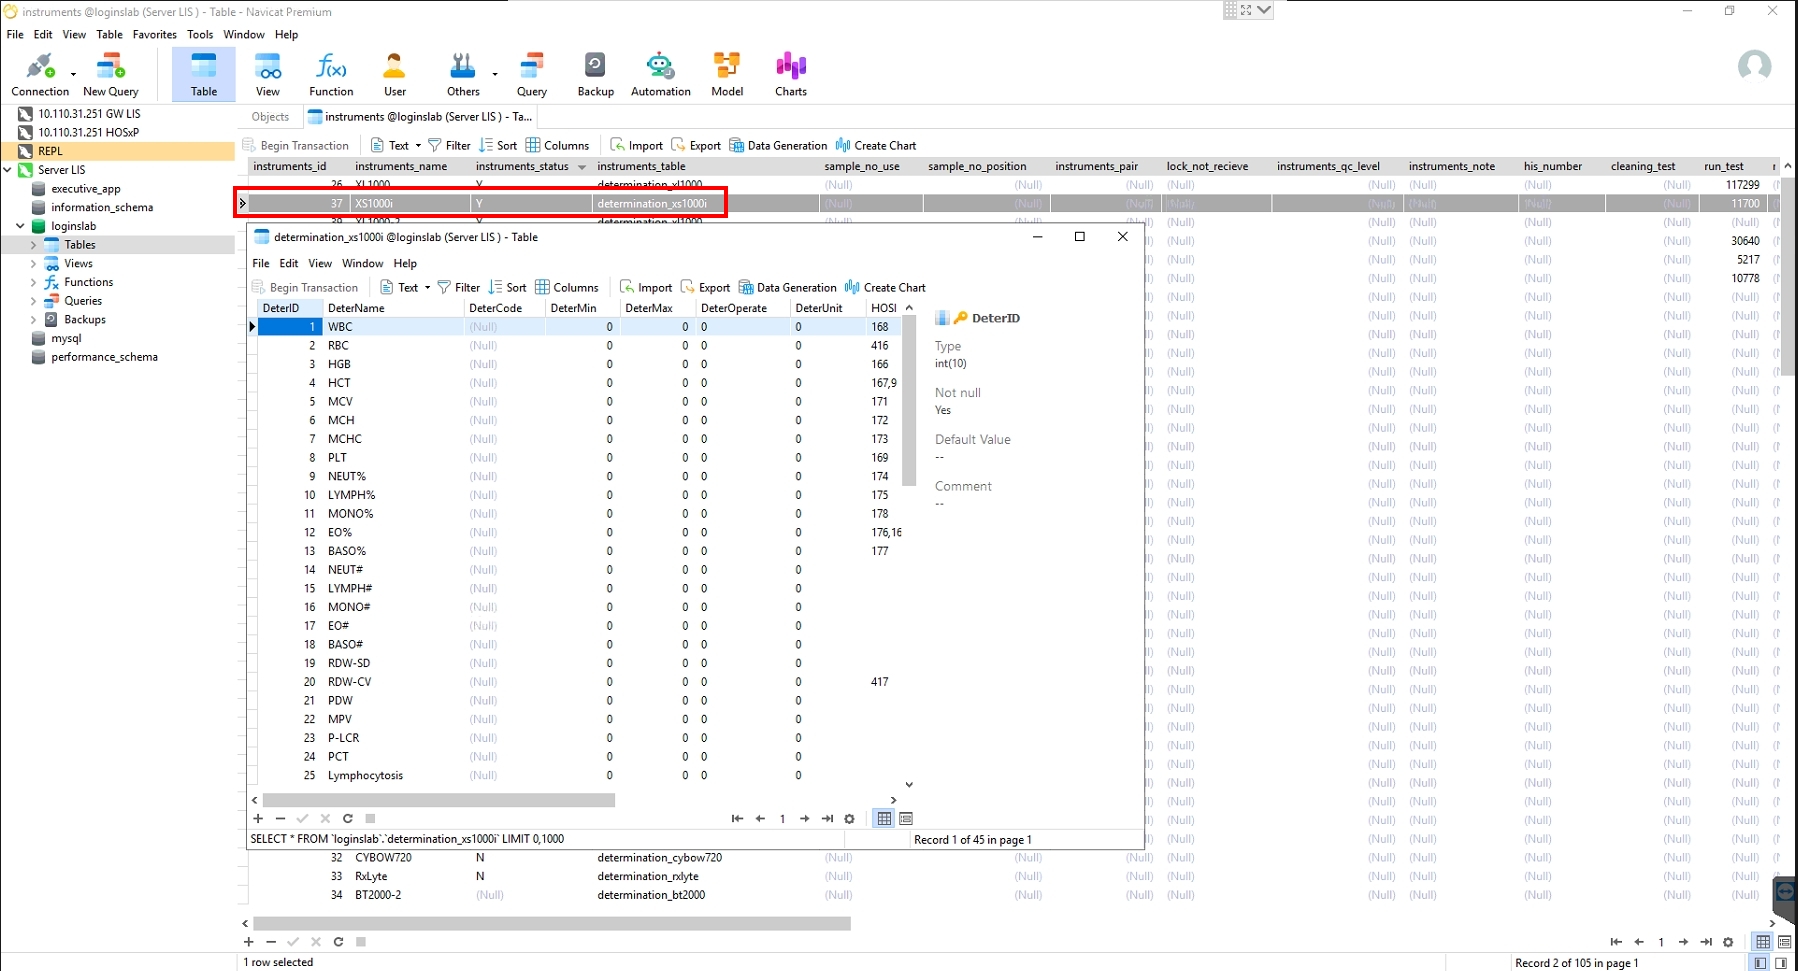 instruments @loginslab (Server LIS ) - Table - Navicat Premium
File Edit View Table Favorites Tools Window Help
Connection New Query Table View Function User Others Query Backup Automation Model Charts
10.110.31.251 GW LIS
10.110.31.251 HOSxP
REPL
Server LIS
executive_app
information_schema
loginslab
Tables
Views
Functions
Queries
Backups
mysql
performance_schema
Objects instruments @loginslab (Server LIS ) - Ta...
Begin Transaction Text Filter Sort Columns Import Export Data Generation Create Chart
instruments_id instruments_name instruments_status instruments_table sample_no_use sample_no_position instruments_pair lock_not_recieve instruments_qc_level instruments_note his_number cleaning_test run_test
26 XL1000 Y determination_xl1000 (Null) (Null) (Null) (Null) (Null) (Null) (Null) (Null) 117299
37 XS1000i Y determination_xs1000i (Null) (Null) (Null) (Null) (Null) (Null) (Null) (Null) 11700
39 XL1000-2 Y determination_xl1000
30640
5217
10778
determination_xs1000i @loginslab (Server LIS ) - Table
File Edit View Window Help
Begin Transaction Text Filter Sort Columns Import Export Data Generation Create Chart
DeterID DeterName DeterCode DeterMin DeterMax DeterOperate DeterUnit HOSI
1 WBC (Null) 0 0 0 0 168
2 RBC (Null) 0 0 0 0 416
3 HGB (Null) 0 0 0 0 166
4 HCT (Null) 0 0 0 0 167,9
5 MCV (Null) 0 0 0 0 171
6 MCH (Null) 0 0 0 0 172
7 MCHC (Null) 0 0 0 0 173
8 PLT (Null) 0 0 0 0 169
9 NEUT% (Null) 0 0 0 0 174
10 LYMPH% (Null) 0 0 0 0 175
11 MONO% (Null) 0 0 0 0 178
12 EO% (Null) 0 0 0 0 176,16
13 BASO% (Null) 0 0 0 0 177
14 NEUT# (Null) 0 0 0 0
15 LYMPH# (Null) 0 0 0 0
16 MONO# (Null) 0 0 0 0
17 EO# (Null) 0 0 0 0
18 BASO# (Null) 0 0 0 0
19 RDW-SD (Null) 0 0 0 0
20 RDW-CV (Null) 0 0 0 0 417
21 PDW (Null) 0 0 0 0
22 MPV (Null) 0 0 0 0
23 P-LCR (Null) 0 0 0 0
24 PCT (Null) 0 0 0 0
25 Lymphocytosis (Null) 0 0 0 0
DeterID
Type
int(10)
Not null
Yes
Default Value
--
Comment
--
1
SELECT * FROM `loginslab`.`determination_xs1000i` LIMIT 0,1000
Record 1 of 45 in page 1
32 CYBOW720 N determination_cybow720 (Null) (Null) (Null) (Null) (Null) (Null) (Null) (Null) (Null)
33 RxLyte N determination_rxlyte (Null) (Null) (Null) (Null) (Null) (Null) (Null) (Null) (Null)
34 BT2000-2 (Null) determination_bt2000 (Null) (Null) (Null) (Null) (Null) (Null) (Null) (Null) (Null)
1
1 row selected
Record 2 of 105 in page 1